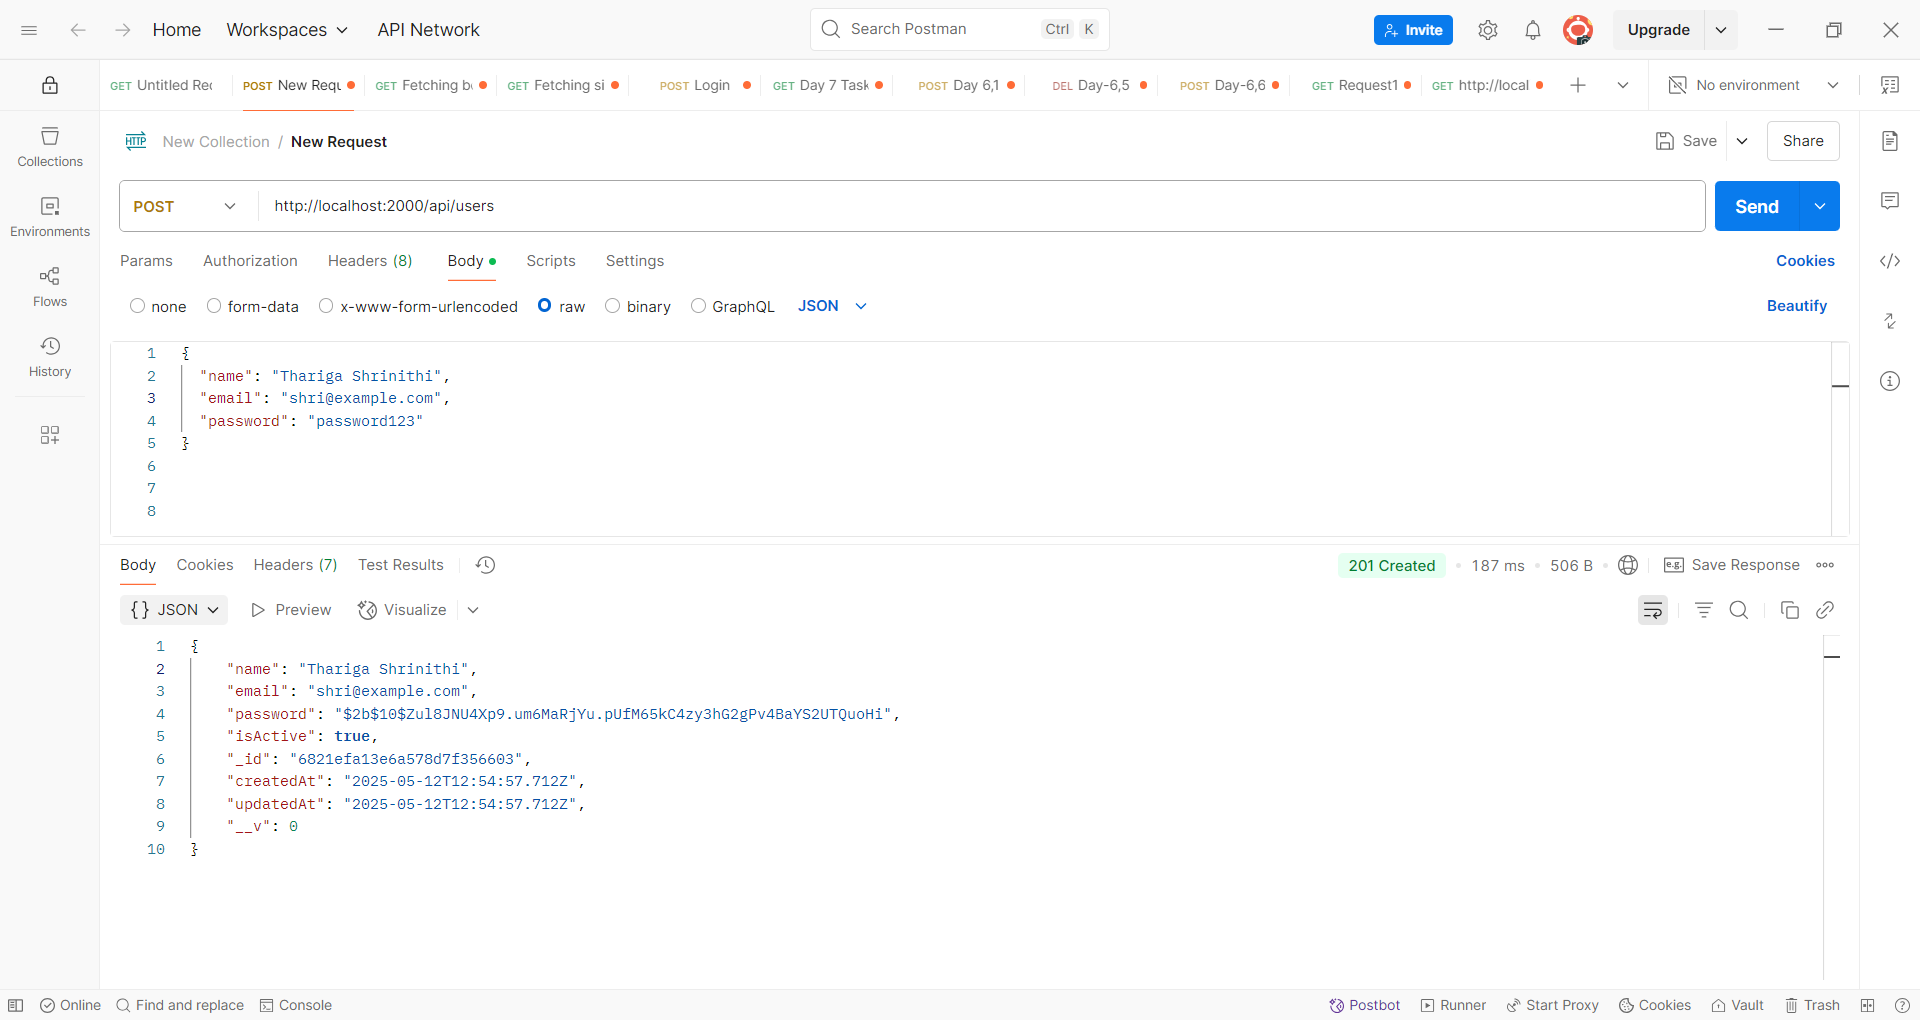 Home Workspaces API Network Search Postman Ctrl K Invite Upgrade
GET Untitled Rec POST New Requ GET Fetching b GET Fetching si POST Login GET Day 7 Task POST Day 6,1 DEL Day-6,5 POST Day-6,6 GET Request1 GET http://local No environment
HTTP New Collection / New Request Save Share
Collections
Environments
Flows
History
POST http://localhost:2000/api/users Send
Params Authorization Headers (8) Body Scripts Settings Cookies
none form-data x-www-form-urlencoded raw binary GraphQL JSON Beautify
1 {
2 "name": "Thariga Shrinithi",
3 "email": "shri@example.com",
4 "password": "password123"
5 }
6
7
8
Body Cookies Headers (7) Test Results 201 Created 187 ms 506 B e.g. Save Response
{} JSON Preview Visualize
1 {
2 "name": "Thariga Shrinithi",
3 "email": "shri@example.com",
4 "password": "$2b$10$Zul8JNU4Xp9.um6MaRjYu.pUfM65kC4zy3hG2gPv4BaYS2UTQuoHi",
5 "isActive": true,
6 "_id": "6821efa13e6a578d7f356603",
7 "createdAt": "2025-05-12T12:54:57.712Z",
8 "updatedAt": "2025-05-12T12:54:57.712Z",
9 "__v": 0
10 }
Online Find and replace Console Postbot Runner Start Proxy Cookies Vault Trash